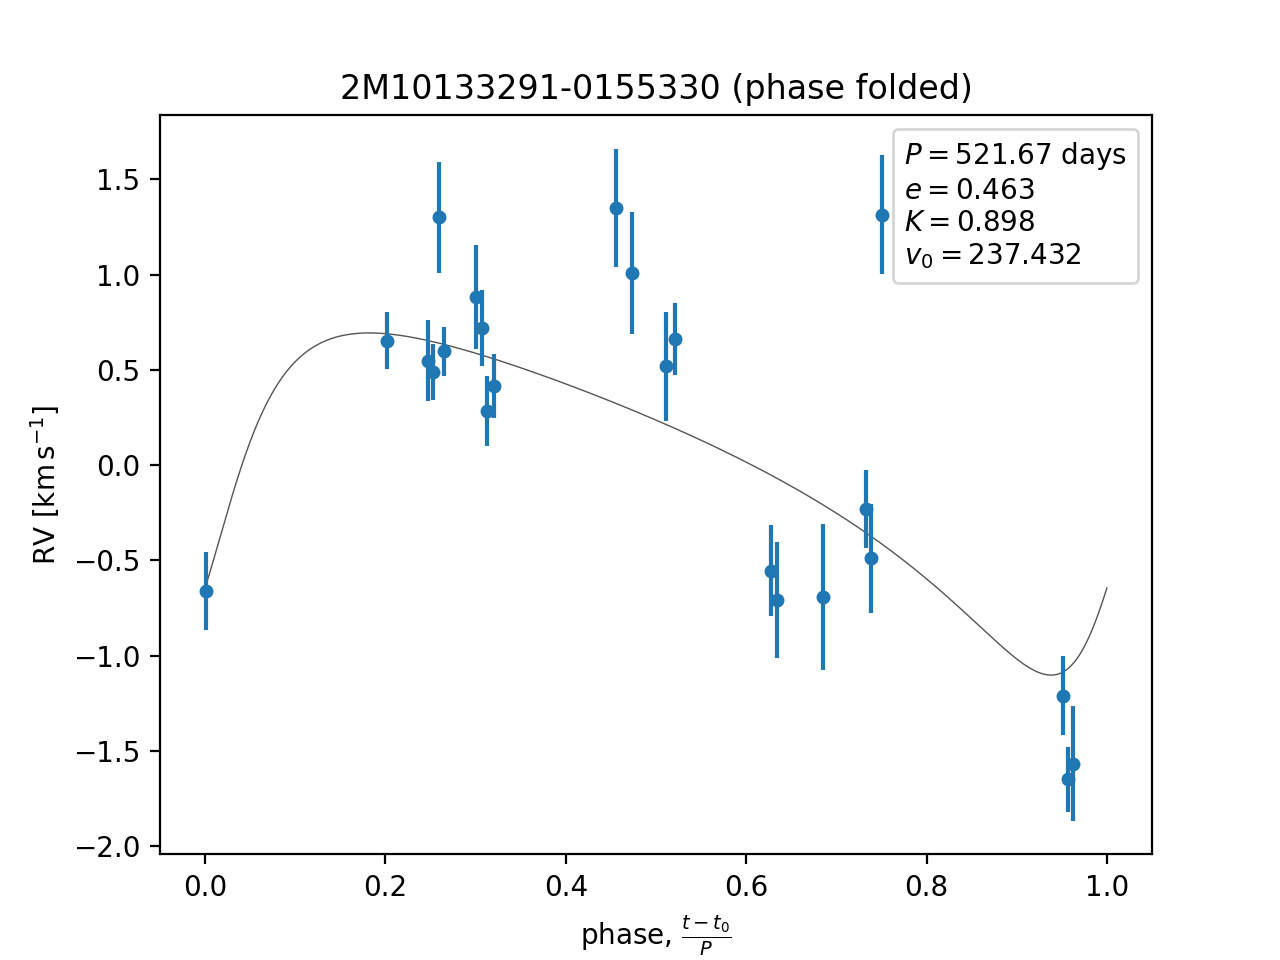 2M10133291-0155330 (phase folded)
P = 521.67 days
e = 0.463
K = 0.898
v₀ = 237.432
RV [km s⁻¹]
1.5
1.0
0.5
0.0
−0.5
−1.0
−1.5
−2.0
0.0 0.2 0.4 0.6 0.8 1.0
phase, (t − t₀)/P